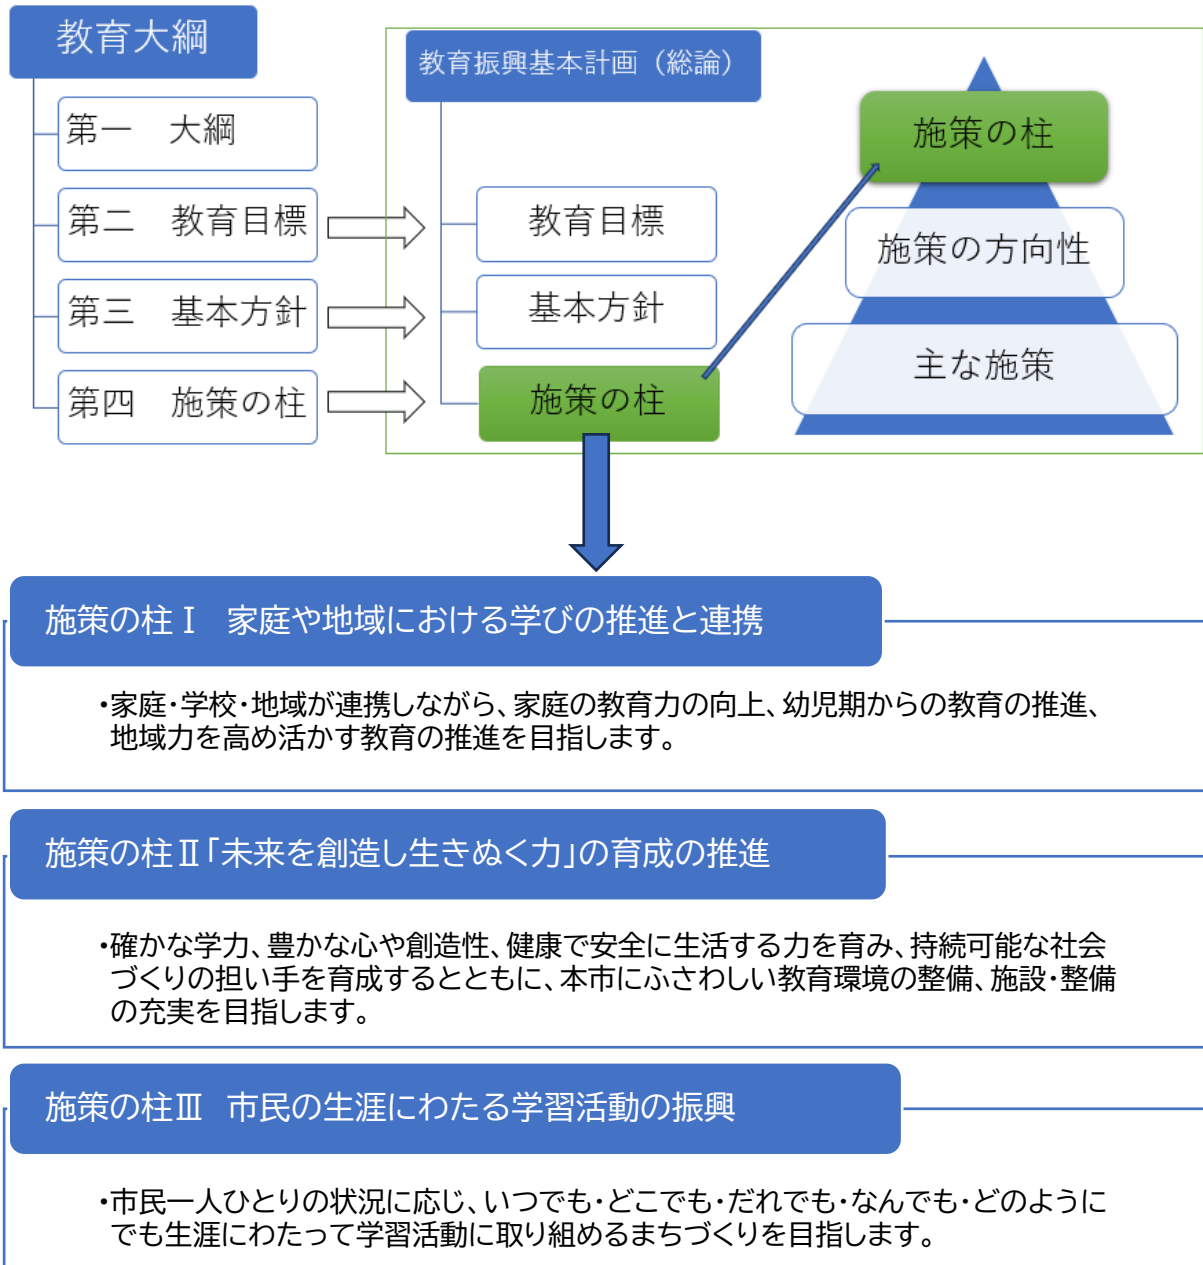 教育大綱
第一　大綱
第二　教育目標
第三　基本方針
第四　施策の柱
教育振興基本計画（総論）
教育目標
基本方針
施策の柱
施策の柱
施策の方向性
主な施策
施策の柱Ⅰ　家庭や地域における学びの推進と連携
・家庭・学校・地域が連携しながら、家庭の教育力の向上、幼児期からの教育の推進、
地域力を高め活かす教育の推進を目指します。
施策の柱Ⅱ「未来を創造し生きぬく力」の育成の推進
・確かな学力、豊かな心や創造性、健康で安全に生活する力を育み、持続可能な社会
づくりの担い手を育成するとともに、本市にふさわしい教育環境の整備、施設・整備
の充実を目指します。
施策の柱Ⅲ　市民の生涯にわたる学習活動の振興
・市民一人ひとりの状況に応じ、いつでも・どこでも・だれでも・なんでも・どのように
でも生涯にわたって学習活動に取り組めるまちづくりを目指します。